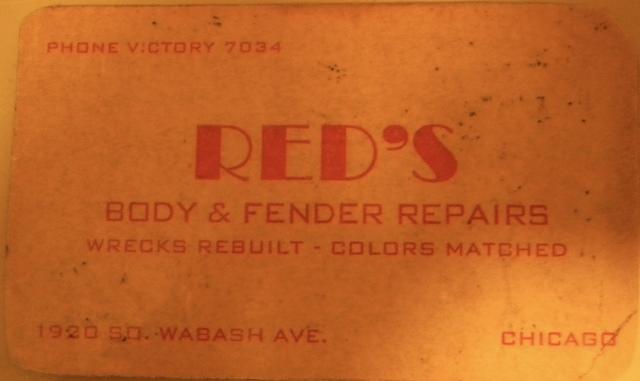 PHONE VICTORY 7034
RED'S
BODY & FENDER REPAIRS
WRECKS REBUILT - COLORS MATCHED
1920 SO. WABASH AVE. CHICAGO